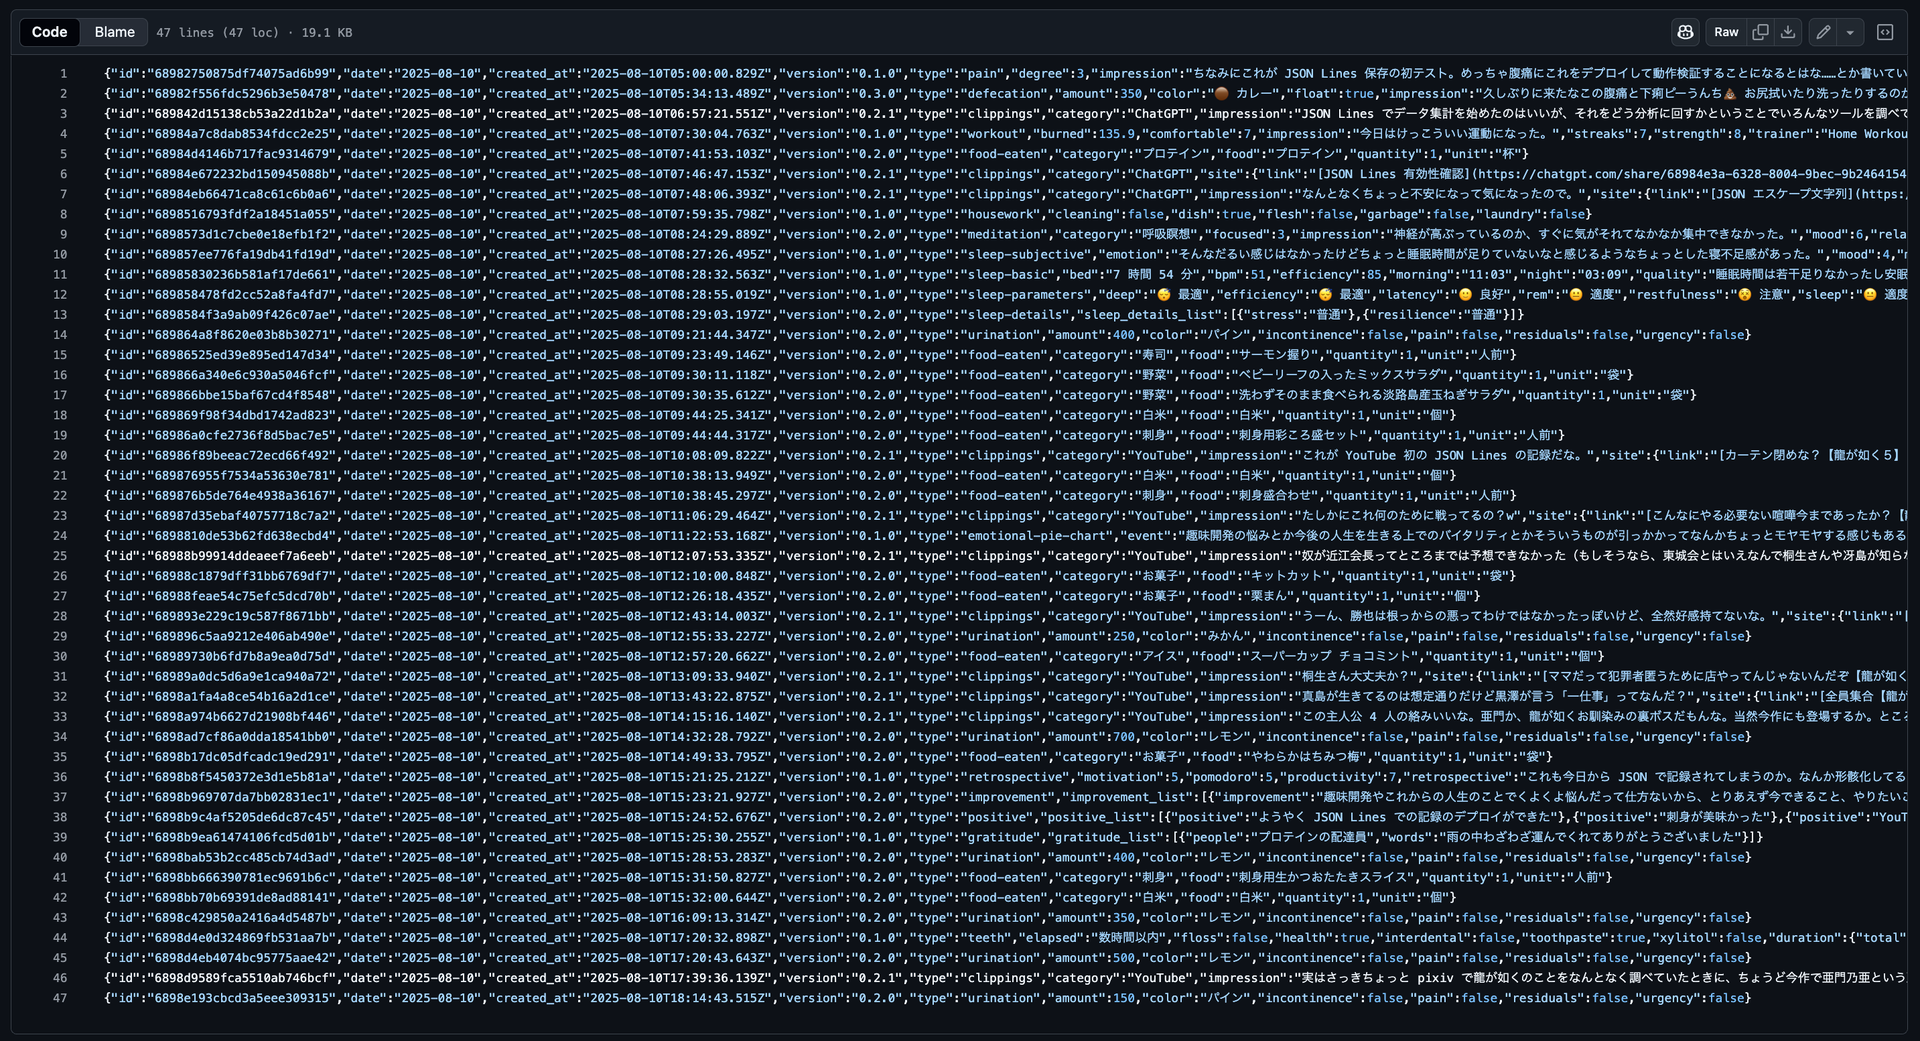 Code Blame 47 lines (47 loc) · 19.1 KB Raw
1 {"id":"68982750875df74075ad6b99","date":"2025-08-10","created_at":"2025-08-10T05:00:00.829Z","version":"0.1.0","type":"pain","degree":3,"impression":"ちなみにこれが JSON Lines 保存の初テスト。めっちゃ腹痛にこれをデプロイして動作検証することになるとはな……とか書いてい
2 {"id":"68982f556fdc5296b3e50478","date":"2025-08-10","created_at":"2025-08-10T05:34:13.489Z","version":"0.3.0","type":"defecation","amount":350,"color":"🟤 カレー","float":true,"impression":"久しぶりに来たなこの腹痛と下痢ピーうんち💩 お尻拭いたり洗ったりするのが
3 {"id":"689842d15138cb53a22d1b2a","date":"2025-08-10","created_at":"2025-08-10T06:57:21.551Z","version":"0.2.1","type":"clippings","category":"ChatGPT","impression":"JSON Lines でデータ集計を始めたのはいいが、それをどう分析に回すかということでいろんなツールを調べて
4 {"id":"68984a7c8dab8534fdcc2e25","date":"2025-08-10","created_at":"2025-08-10T07:30:04.763Z","version":"0.1.0","type":"workout","burned":135.9,"comfortable":7,"impression":"今日はけっこういい運動になった。","streaks":7,"strength":8,"trainer":"Home Workou
5 {"id":"68984d4146b717fac9314679","date":"2025-08-10","created_at":"2025-08-10T07:41:53.103Z","version":"0.2.0","type":"food-eaten","category":"プロテイン","food":"プロテイン","quantity":1,"unit":"杯"}
6 {"id":"68984e672232bd150945088b","date":"2025-08-10","created_at":"2025-08-10T07:46:47.153Z","version":"0.2.1","type":"clippings","category":"ChatGPT","site":{"link":"[JSON Lines 有効性確認](https://chatgpt.com/share/68984e3a-6328-8004-9bec-9b2464154
7 {"id":"68984eb66471ca8c61c6b0a6","date":"2025-08-10","created_at":"2025-08-10T07:48:06.393Z","version":"0.2.1","type":"clippings","category":"ChatGPT","impression":"なんとなくちょっと不安になって気になったので。","site":{"link":"[JSON エスケープ文字列](https:/
8 {"id":"6898516793fdf2a18451a055","date":"2025-08-10","created_at":"2025-08-10T07:59:35.798Z","version":"0.1.0","type":"housework","cleaning":false,"dish":true,"flesh":false,"garbage":false,"laundry":false}
9 {"id":"6898573d1c7cbe0e18efb1f2","date":"2025-08-10","created_at":"2025-08-10T08:24:29.889Z","version":"0.2.0","type":"meditation","category":"呼吸瞑想","focused":3,"impression":"神経が高ぶっているのか、すぐに気がそれてなかなか集中できなかった。","mood":6,"rela
10 {"id":"689857ee776fa19db41fd19d","date":"2025-08-10","created_at":"2025-08-10T08:27:26.495Z","version":"0.1.0","type":"sleep-subjective","emotion":"そんなだるい感じはなかったけどちょっと睡眠時間が足りていないなと感じるようなちょっとした寝不足感があった。","mood":4,"
11 {"id":"68985830236b581af17de661","date":"2025-08-10","created_at":"2025-08-10T08:28:32.563Z","version":"0.1.0","type":"sleep-basic","bed":"7 時間 54 分","bpm":51,"efficiency":85,"morning":"11:03","night":"03:09","quality":"睡眠時間は若干足りなかったし安眠
12 {"id":"689858478fd2cc52a8fa4fd7","date":"2025-08-10","created_at":"2025-08-10T08:28:55.019Z","version":"0.1.0","type":"sleep-parameters","deep":"😴 最適","efficiency":"😴 最適","latency":"🙂 良好","rem":"😐 適度","restfulness":"😵 注意","sleep":"😐 適度
13 {"id":"6898584f3a9ab09f426c07ae","date":"2025-08-10","created_at":"2025-08-10T08:29:03.197Z","version":"0.2.0","type":"sleep-details","sleep_details_list":[{"stress":"普通"},{"resilience":"普通"}]}
14 {"id":"689864a8f8620e03b8b30271","date":"2025-08-10","created_at":"2025-08-10T09:21:44.347Z","version":"0.2.0","type":"urination","amount":400,"color":"パイン","incontinence":false,"pain":false,"residuals":false,"urgency":false}
15 {"id":"68986525ed39e895ed147d34","date":"2025-08-10","created_at":"2025-08-10T09:23:49.146Z","version":"0.2.0","type":"food-eaten","category":"寿司","food":"サーモン握り","quantity":1,"unit":"人前"}
16 {"id":"689866a340e6c930a5046fcf","date":"2025-08-10","created_at":"2025-08-10T09:30:11.118Z","version":"0.2.0","type":"food-eaten","category":"野菜","food":"ベビーリーフの入ったミックスサラダ","quantity":1,"unit":"袋"}
17 {"id":"689866bbe15baf67cd4f8548","date":"2025-08-10","created_at":"2025-08-10T09:30:35.612Z","version":"0.2.0","type":"food-eaten","category":"野菜","food":"洗わずそのまま食べられる淡路島産玉ねぎサラダ","quantity":1,"unit":"袋"}
18 {"id":"689869f98f34dbd1742ad823","date":"2025-08-10","created_at":"2025-08-10T09:44:25.341Z","version":"0.2.0","type":"food-eaten","category":"白米","food":"白米","quantity":1,"unit":"個"}
19 {"id":"68986a0cfe2736f8d5bac7e5","date":"2025-08-10","created_at":"2025-08-10T09:44:44.317Z","version":"0.2.0","type":"food-eaten","category":"刺身","food":"刺身用彩ころ盛セット","quantity":1,"unit":"人前"}
20 {"id":"68986f89beeac72ecd66f492","date":"2025-08-10","created_at":"2025-08-10T10:08:09.822Z","version":"0.2.1","type":"clippings","category":"YouTube","impression":"これが YouTube 初の JSON Lines の記録だな。","site":{"link":"[カーテン閉めな？【龍が如く５】
21 {"id":"689876955f7534a53630e781","date":"2025-08-10","created_at":"2025-08-10T10:38:13.949Z","version":"0.2.0","type":"food-eaten","category":"白米","food":"白米","quantity":1,"unit":"個"}
22 {"id":"689876b5de764e4938a36167","date":"2025-08-10","created_at":"2025-08-10T10:38:45.297Z","version":"0.2.0","type":"food-eaten","category":"刺身","food":"刺身盛合わせ","quantity":1,"unit":"人前"}
23 {"id":"68987d35ebaf40757718c7a2","date":"2025-08-10","created_at":"2025-08-10T11:06:29.464Z","version":"0.2.1","type":"clippings","category":"YouTube","impression":"たしかにこれ何のために戦ってるの？w","site":{"link":"[こんなにやる必要ない喧嘩今まであったか？【
24 {"id":"6898810de53b62fd638ecbd4","date":"2025-08-10","created_at":"2025-08-10T11:22:53.168Z","version":"0.1.0","type":"emotional-pie-chart","event":"趣味開発の悩みとか今後の人生を生きる上でのバイタリティとかそういうものが引っかかってなんかちょっとモヤモヤする感じもある
25 {"id":"68988b99914ddeaeef7a6eeb","date":"2025-08-10","created_at":"2025-08-10T12:07:53.335Z","version":"0.2.1","type":"clippings","category":"YouTube","impression":"奴が近江会長ってところまでは予想できなかった（もしそうなら、東城会とはいえなんで桐生さんや冴島が知らな
26 {"id":"68988c1879dff31bb6769df7","date":"2025-08-10","created_at":"2025-08-10T12:10:00.848Z","version":"0.2.0","type":"food-eaten","category":"お菓子","food":"キットカット","quantity":1,"unit":"袋"}
27 {"id":"68988feae54c75efc5dcd70b","date":"2025-08-10","created_at":"2025-08-10T12:26:18.435Z","version":"0.2.0","type":"food-eaten","category":"お菓子","food":"栗まん","quantity":1,"unit":"個"}
28 {"id":"689893e229c19c587f8671bb","date":"2025-08-10","created_at":"2025-08-10T12:43:14.003Z","version":"0.2.1","type":"clippings","category":"YouTube","impression":"うーん、勝也は根っからの悪ってわけではなかったっぽいけど、全然好感持てないな。","site":{"link":"[
29 {"id":"689896c5aa9212e406ab490e","date":"2025-08-10","created_at":"2025-08-10T12:55:33.227Z","version":"0.2.0","type":"urination","amount":250,"color":"みかん","incontinence":false,"pain":false,"residuals":false,"urgency":false}
30 {"id":"68989730b6fd7b8a9ea0d75d","date":"2025-08-10","created_at":"2025-08-10T12:57:20.662Z","version":"0.2.0","type":"food-eaten","category":"アイス","food":"スーパーカップ チョコミント","quantity":1,"unit":"個"}
31 {"id":"68989a0dc5d6a9e1ca940a72","date":"2025-08-10","created_at":"2025-08-10T13:09:33.940Z","version":"0.2.1","type":"clippings","category":"YouTube","impression":"桐生さん大丈夫か？","site":{"link":"[ママだって犯罪者匿うために店やってんじゃないんだぞ【龍が如く
32 {"id":"6898a1fa4a8ce54b16a2d1ce","date":"2025-08-10","created_at":"2025-08-10T13:43:22.875Z","version":"0.2.1","type":"clippings","category":"YouTube","impression":"真島が生きてるのは想定通りだけど黒澤が言う「一仕事」ってなんだ？","site":{"link":"[全員集合【龍が
33 {"id":"6898a974b6627d21908bf446","date":"2025-08-10","created_at":"2025-08-10T14:15:16.140Z","version":"0.2.1","type":"clippings","category":"YouTube","impression":"この主人公 4 人の絡みいいな。亜門か、龍が如くお馴染みの裏ボスだもんな。当然今作にも登場するか。ところ
34 {"id":"6898ad7cf86a0dda18541bb0","date":"2025-08-10","created_at":"2025-08-10T14:32:28.792Z","version":"0.2.0","type":"urination","amount":700,"color":"レモン","incontinence":false,"pain":false,"residuals":false,"urgency":false}
35 {"id":"6898b17dc05dfcadc19ed291","date":"2025-08-10","created_at":"2025-08-10T14:49:33.795Z","version":"0.2.0","type":"food-eaten","category":"お菓子","food":"やわらかはちみつ梅","quantity":1,"unit":"袋"}
36 {"id":"6898b8f5450372e3d1e5b81a","date":"2025-08-10","created_at":"2025-08-10T15:21:25.212Z","version":"0.1.0","type":"retrospective","motivation":5,"pomodoro":5,"productivity":7,"retrospective":"これも今日から JSON で記録されてしまうのか。なんか形骸化してる
37 {"id":"6898b969707da7bb02831ec1","date":"2025-08-10","created_at":"2025-08-10T15:23:21.927Z","version":"0.2.0","type":"improvement","improvement_list":[{"improvement":"趣味開発やこれからの人生のことでくよくよ悩んだって仕方ないから、とりあえず今できること、やりたいこ
38 {"id":"6898b9c4af5205de6dc87c45","date":"2025-08-10","created_at":"2025-08-10T15:24:52.676Z","version":"0.2.0","type":"positive","positive_list":[{"positive":"ようやく JSON Lines での記録のデプロイができた"},{"positive":"刺身が美味かった"},{"positive":"YouT
39 {"id":"6898b9ea61474106fcd5d01b","date":"2025-08-10","created_at":"2025-08-10T15:25:30.255Z","version":"0.2.0","type":"gratitude","gratitude_list":[{"people":"プロテインの配達員","words":"雨の中わざわざ運んでくれてありがとうございました"}]}
40 {"id":"6898bab53b2cc485cb74d3ad","date":"2025-08-10","created_at":"2025-08-10T15:28:53.283Z","version":"0.2.0","type":"urination","amount":400,"color":"レモン","incontinence":false,"pain":false,"residuals":false,"urgency":false}
41 {"id":"6898bb666390781ec9691b6c","date":"2025-08-10","created_at":"2025-08-10T15:31:50.827Z","version":"0.2.0","type":"food-eaten","category":"刺身","food":"刺身用生かつおたたきスライス","quantity":1,"unit":"人前"}
42 {"id":"6898bb70b69391de8ad88141","date":"2025-08-10","created_at":"2025-08-10T15:32:00.644Z","version":"0.2.0","type":"food-eaten","category":"白米","food":"白米","quantity":1,"unit":"個"}
43 {"id":"6898c429850a2416a4d5487b","date":"2025-08-10","created_at":"2025-08-10T16:09:13.314Z","version":"0.2.0","type":"urination","amount":350,"color":"レモン","incontinence":false,"pain":false,"residuals":false,"urgency":false}
44 {"id":"6898d4e0d324869fb531aa7b","date":"2025-08-10","created_at":"2025-08-10T17:20:32.898Z","version":"0.1.0","type":"teeth","elapsed":"数時間以内","floss":false,"health":true,"interdental":false,"toothpaste":true,"xylitol":false,"duration":{"total"
45 {"id":"6898d4eb4074bc95775aae42","date":"2025-08-10","created_at":"2025-08-10T17:20:43.643Z","version":"0.2.0","type":"urination","amount":500,"color":"レモン","incontinence":false,"pain":false,"residuals":false,"urgency":false}
46 {"id":"6898d9589fca5510ab746bcf","date":"2025-08-10","created_at":"2025-08-10T17:39:36.139Z","version":"0.2.1","type":"clippings","category":"YouTube","impression":"実はさっきちょっと pixiv で龍が如くのことをなんとなく調べていたときに、ちょうど今作で亜門乃亜という
47 {"id":"6898e193cbcd3a5eee309315","date":"2025-08-10","created_at":"2025-08-10T18:14:43.515Z","version":"0.2.0","type":"urination","amount":150,"color":"パイン","incontinence":false,"pain":false,"residuals":false,"urgency":false}